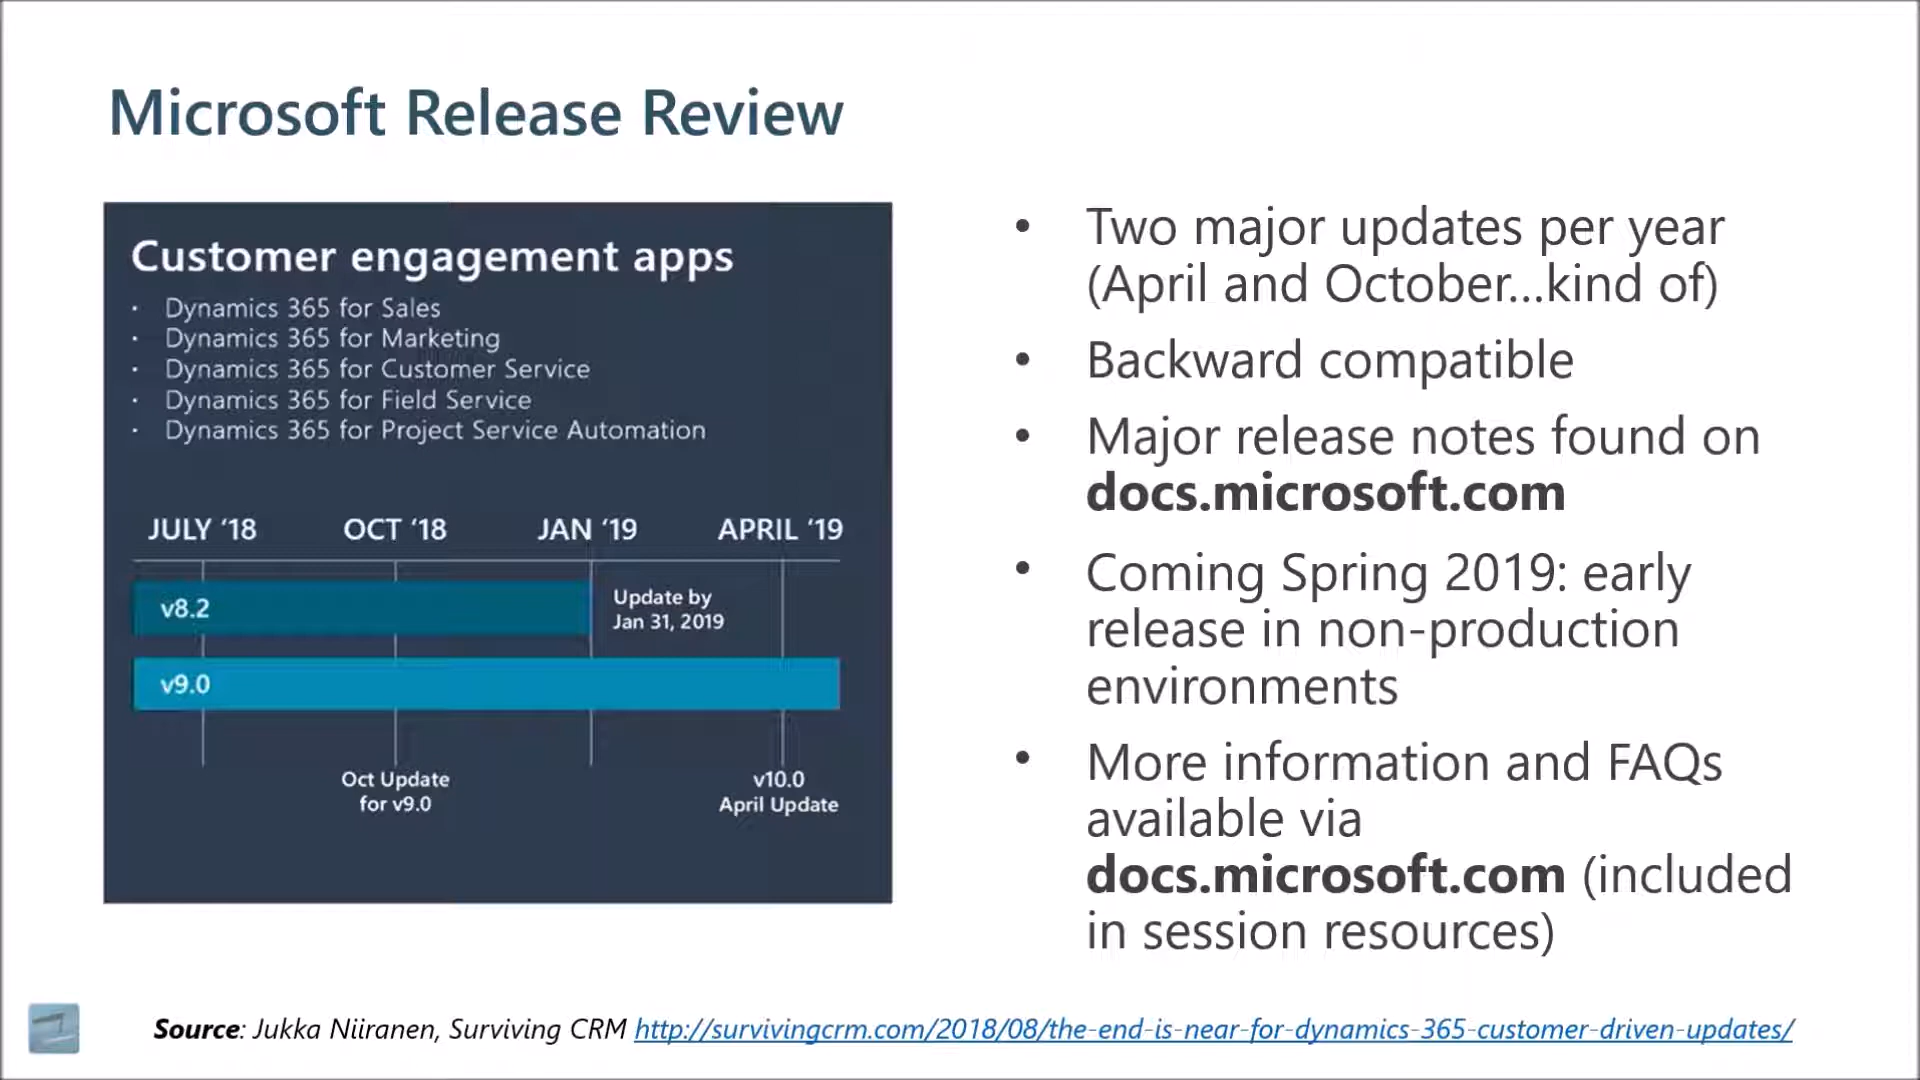 Microsoft Release Review
Customer engagement apps
· Dynamics 365 for Sales
· Dynamics 365 for Marketing
· Dynamics 365 for Customer Service
· Dynamics 365 for Field Service
· Dynamics 365 for Project Service Automation
JULY ‘18 OCT ‘18 JAN ‘19 APRIL ‘19
v8.2
Update by
Jan 31, 2019
v9.0
Oct Update
for v9.0
v10.0
April Update
• Two major updates per year
(April and October...kind of)
• Backward compatible
• Major release notes found on
docs.microsoft.com
• Coming Spring 2019: early
release in non-production
environments
• More information and FAQs
available via
docs.microsoft.com (included
in session resources)
Source: Jukka Niiranen, Surviving CRM http://survivingcrm.com/2018/08/the-end-is-near-for-dynamics-365-customer-driven-updates/